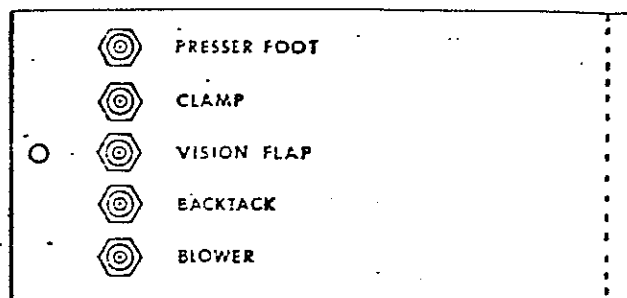 PRESSER FOOT
CLAMP
VISION FLAP
BACKTACK
BLOWER